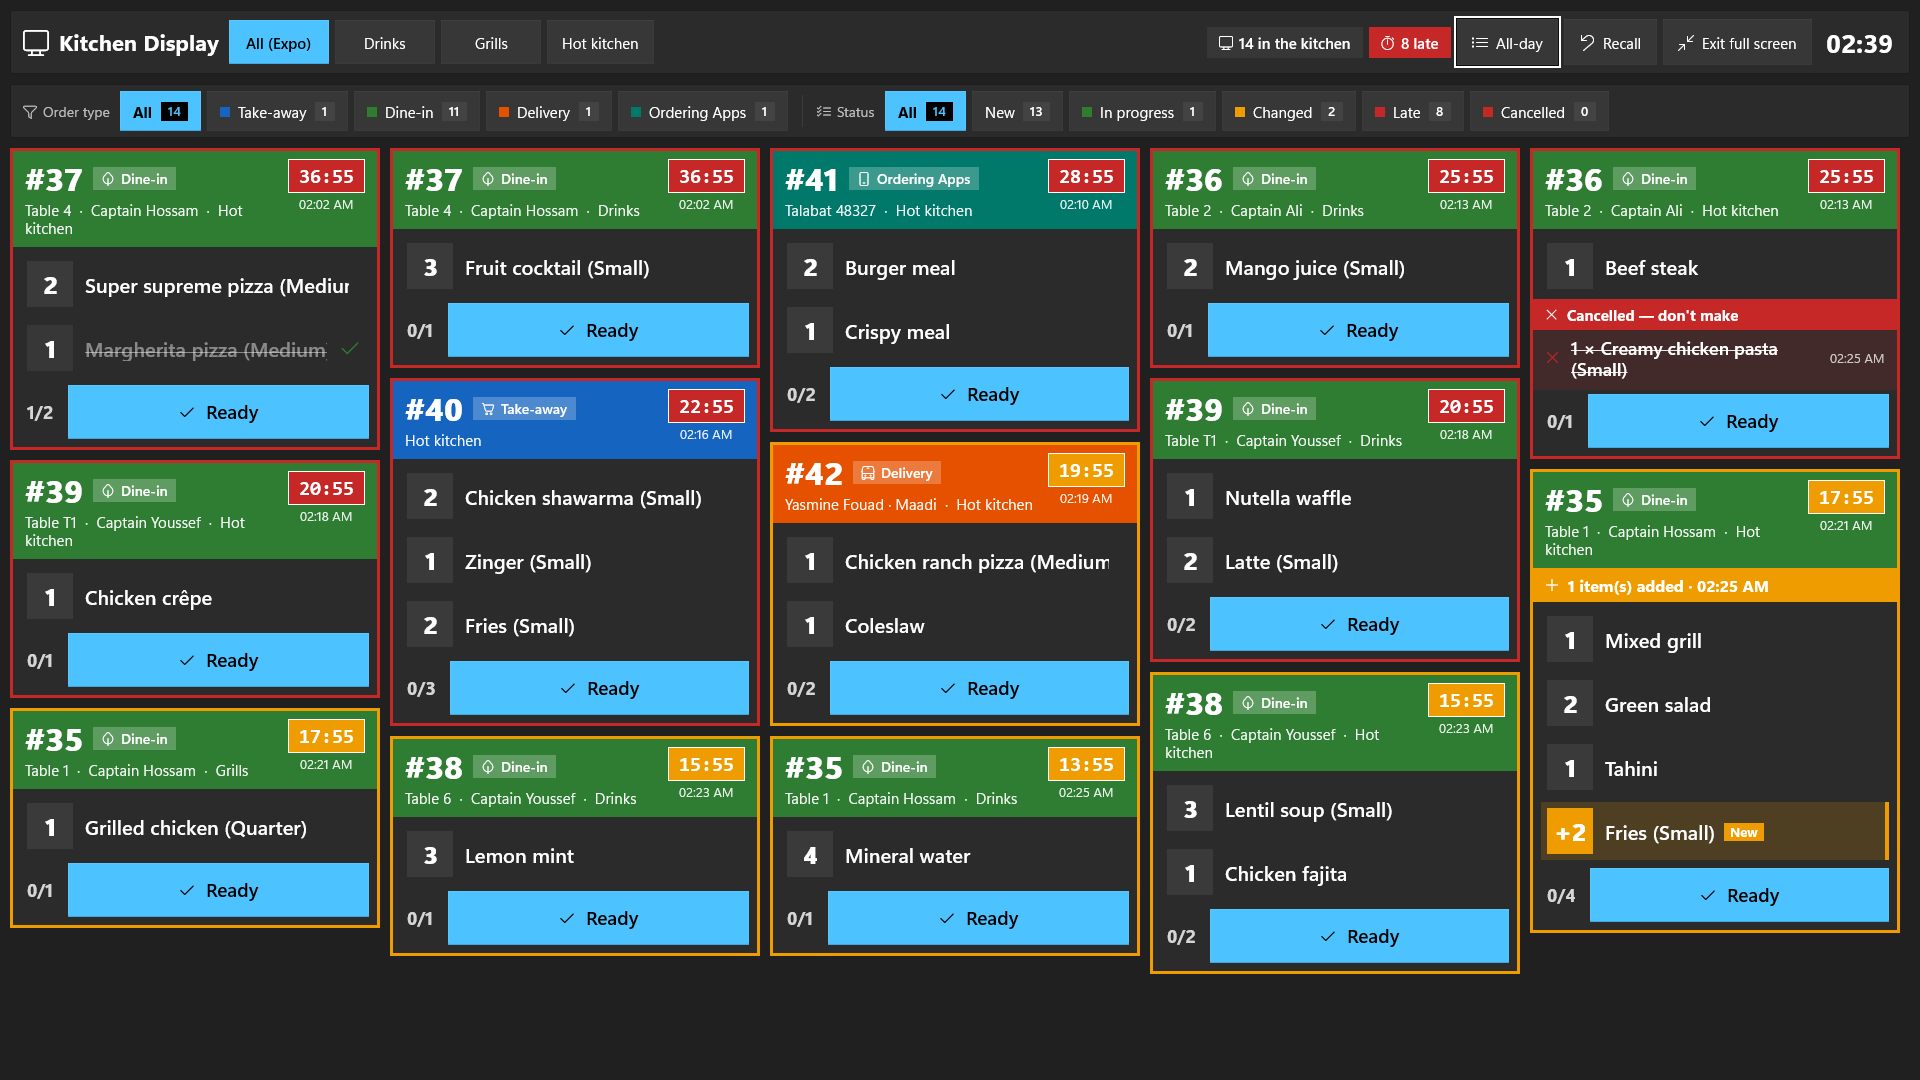 Kitchen Display
All (Expo)
Drinks
Grills
Hot kitchen
14 in the kitchen
8 late
All-day
Recall
Exit full screen
02:39
Order type
All 14
Take-away 1
Dine-in 11
Delivery 1
Ordering Apps 1
Status
All 14
New 13
In progress 1
Changed 2
Late 8
Cancelled 0
#37 Dine-in 36:55
Table 4 · Captain Hossam · Hot kitchen
02:02 AM
2 Super supreme pizza (Mediu
1 Margherita pizza (Medium
1/2 Ready
#39 Dine-in 20:55
Table T1 · Captain Youssef · Hot kitchen
02:18 AM
1 Chicken crêpe
0/1 Ready
#35 Dine-in 17:55
Table 1 · Captain Hossam · Grills
02:21 AM
1 Grilled chicken (Quarter)
0/1 Ready
#37 Dine-in 36:55
Table 4 · Captain Hossam · Drinks
02:02 AM
3 Fruit cocktail (Small)
0/1 Ready
#40 Take-away 22:55
Hot kitchen
02:16 AM
2 Chicken shawarma (Small)
1 Zinger (Small)
2 Fries (Small)
0/3 Ready
#38 Dine-in 15:55
Table 6 · Captain Youssef · Drinks
02:23 AM
3 Lemon mint
0/1 Ready
#41 Ordering Apps 28:55
Talabat 48327 · Hot kitchen
02:10 AM
2 Burger meal
1 Crispy meal
0/2 Ready
#42 Delivery 19:55
Yasmine Fouad · Maadi · Hot kitchen
02:19 AM
1 Chicken ranch pizza (Medium
1 Coleslaw
0/2 Ready
#35 Dine-in 13:55
Table 1 · Captain Hossam · Drinks
02:25 AM
4 Mineral water
0/1 Ready
#36 Dine-in 25:55
Table 2 · Captain Ali · Drinks
02:13 AM
2 Mango juice (Small)
0/1 Ready
#39 Dine-in 20:55
Table T1 · Captain Youssef · Drinks
02:18 AM
1 Nutella waffle
2 Latte (Small)
0/2 Ready
#38 Dine-in 15:55
Table 6 · Captain Youssef · Hot kitchen
02:23 AM
3 Lentil soup (Small)
1 Chicken fajita
0/2 Ready
#36 Dine-in 25:55
Table 2 · Captain Ali · Hot kitchen
02:13 AM
1 Beef steak
Cancelled — don't make
1 × Creamy chicken pasta (Small)
02:25 AM
0/1 Ready
#35 Dine-in 17:55
Table 1 · Captain Hossam · Hot kitchen
02:21 AM
1 item(s) added · 02:25 AM
1 Mixed grill
2 Green salad
1 Tahini
+2 Fries (Small) New
0/4 Ready